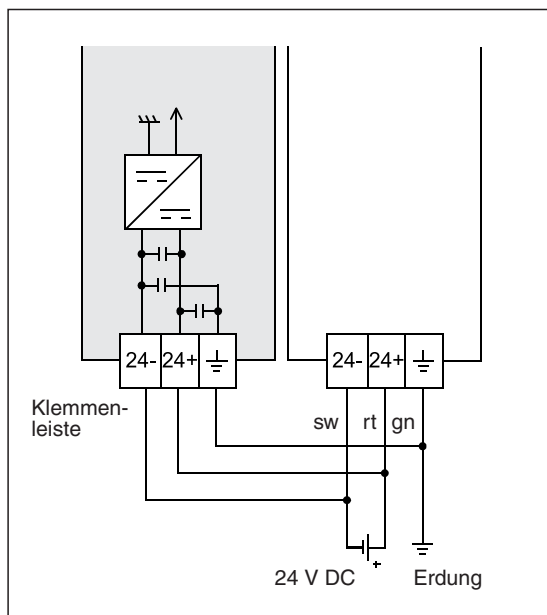 24- 24+
24- 24+
Klemmen-
leiste
sw rt gn
+
24 V DC
Erdung